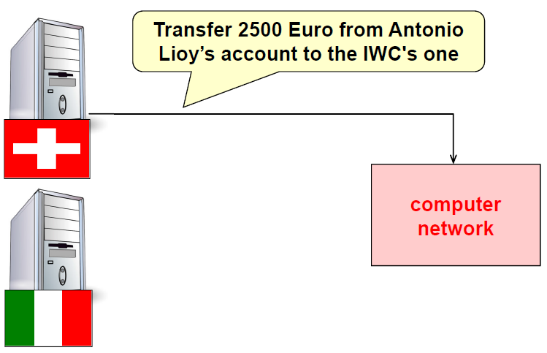 Transfer 2500 Euro from Antonio
Lioy’s account to the IWC's one
computer
network